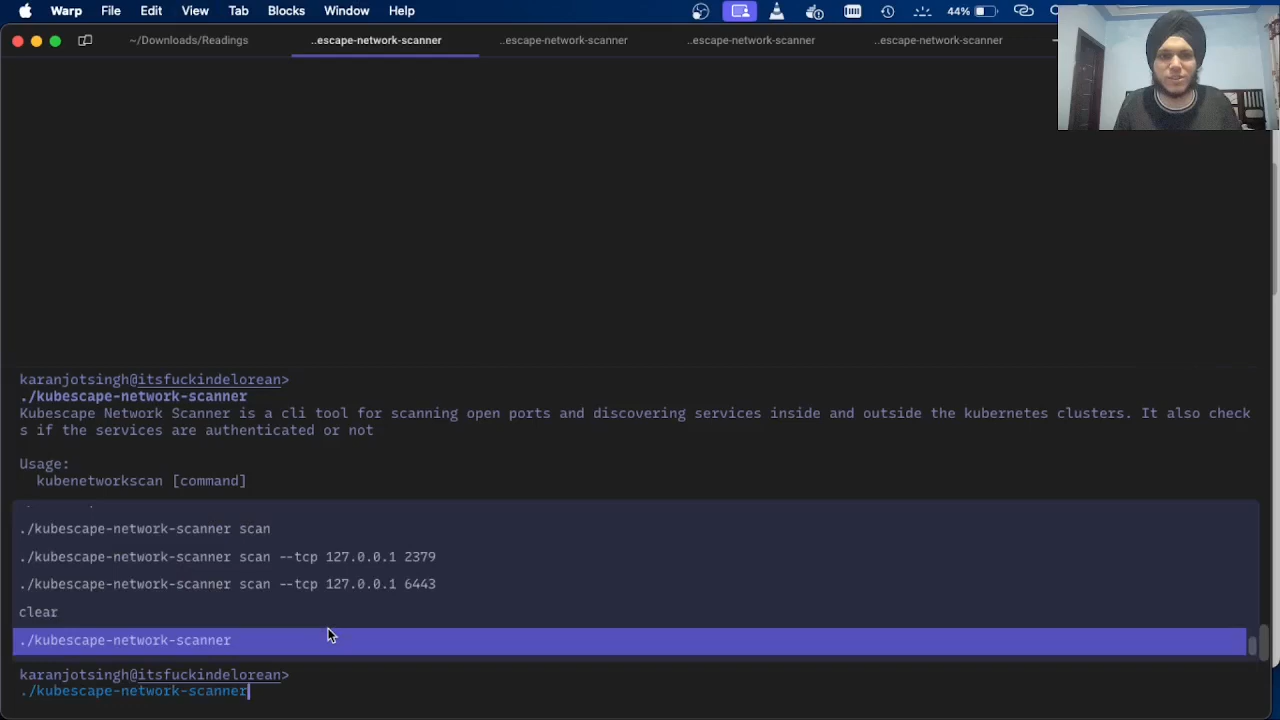 Warp File Edit View Tab Blocks Window Help 44%
~/Downloads/Readings ..escape-network-scanner ..escape-network-scanner ..escape-network-scanner ..escape-network-scanner
karanjotsingh@itsfuckindelorean>
./kubescape-network-scanner
Kubescape Network Scanner is a cli tool for scanning open ports and discovering services inside and outside the kubernetes clusters. It also check
s if the services are authenticated or not
Usage:
kubenetworkscan [command]
./kubescape-network-scanner scan
./kubescape-network-scanner scan --tcp 127.0.0.1 2379
./kubescape-network-scanner scan --tcp 127.0.0.1 6443
clear
./kubescape-network-scanner
karanjotsingh@itsfuckindelorean>
./kubescape-network-scanner